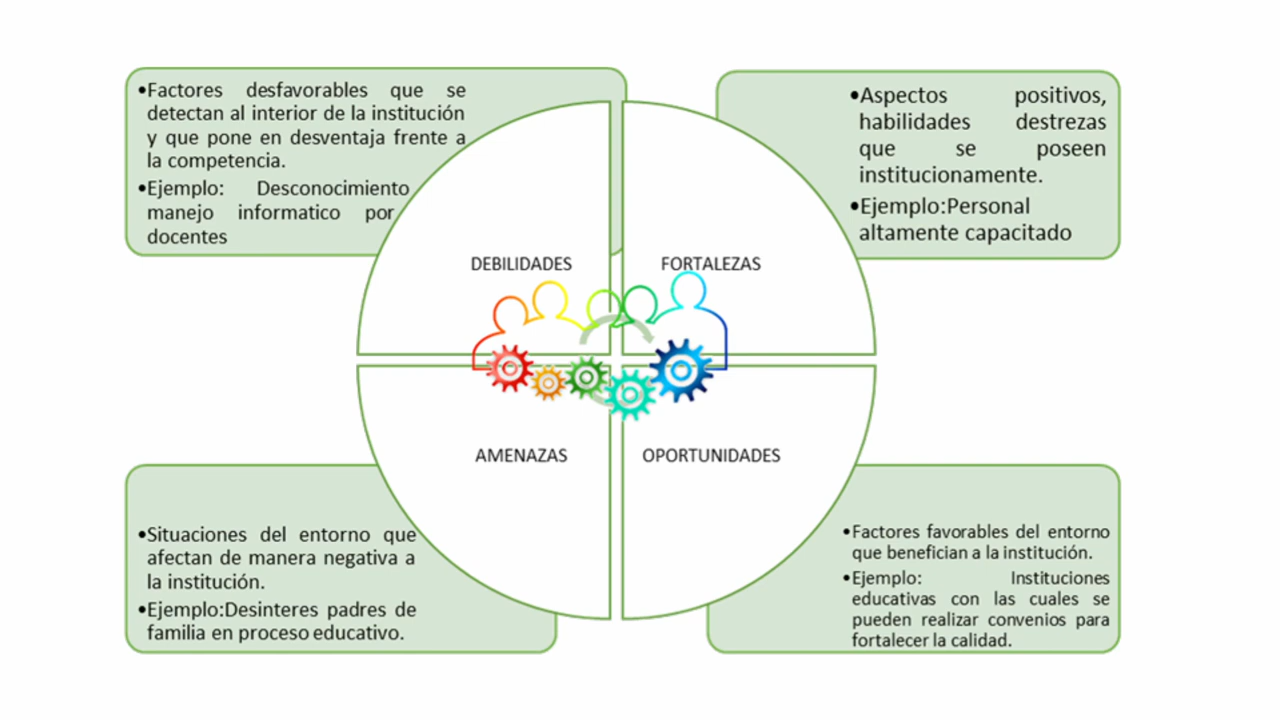 •Factores desfavorables que se
detectan al interior de la institución
y que pone en desventaja frente a
la competencia.
•Ejemplo: Desconocimiento
manejo informatico por
docentes
•Aspectos positivos,
habilidades destrezas
que se poseen
institucionamente.
•Ejemplo:Personal
altamente capacitado
DEBILIDADES
FORTALEZAS
AMENAZAS
OPORTUNIDADES
•Situaciones del entorno que
afectan de manera negativa a
la institución.
•Ejemplo:Desinteres padres de
familia en proceso educativo.
•Factores favorables del entorno
que benefician a la institución.
•Ejemplo: Instituciones
educativas con las cuales se
pueden realizar convenios para
fortalecer la calidad.